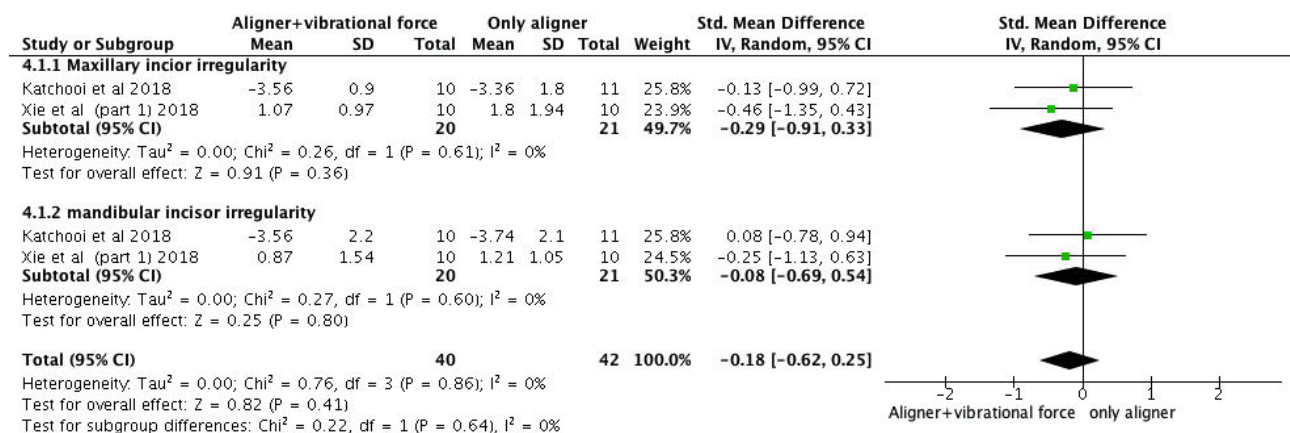 Aligner+vibrational force Only aligner Std. Mean Difference Std. Mean Difference
Study or Subgroup Mean SD Total Mean SD Total Weight IV, Random, 95% CI IV, Random, 95% CI
4.1.1 Maxillary incior irregularity
Katchooi et al 2018 −3.56 0.9 10 −3.36 1.8 11 25.8% −0.13 [−0.99, 0.72]
Xie et al (part 1) 2018 1.07 0.97 10 1.8 1.94 10 23.9% −0.46 [−1.35, 0.43]
Subtotal (95% CI) 20 21 49.7% −0.29 [−0.91, 0.33]
Heterogeneity: Tau² = 0.00; Chi² = 0.26, df = 1 (P = 0.61); I² = 0%
Test for overall effect: Z = 0.91 (P = 0.36)
4.1.2 mandibular incisor irregularity
Katchooi et al 2018 −3.56 2.2 10 −3.74 2.1 11 25.8% 0.08 [−0.78, 0.94]
Xie et al (part 1) 2018 0.87 1.54 10 1.21 1.05 10 24.5% −0.25 [−1.13, 0.63]
Subtotal (95% CI) 20 21 50.3% −0.08 [−0.69, 0.54]
Heterogeneity: Tau² = 0.00; Chi² = 0.27, df = 1 (P = 0.60); I² = 0%
Test for overall effect: Z = 0.25 (P = 0.80)
Total (95% CI) 40 42 100.0% −0.18 [−0.62, 0.25]
Heterogeneity: Tau² = 0.00; Chi² = 0.76, df = 3 (P = 0.86); I² = 0%
Test for overall effect: Z = 0.82 (P = 0.41)
Test for subgroup differences: Chi² = 0.22, df = 1 (P = 0.64), I² = 0%
−2 −1 0 1 2
Aligner+vibrational force only aligner